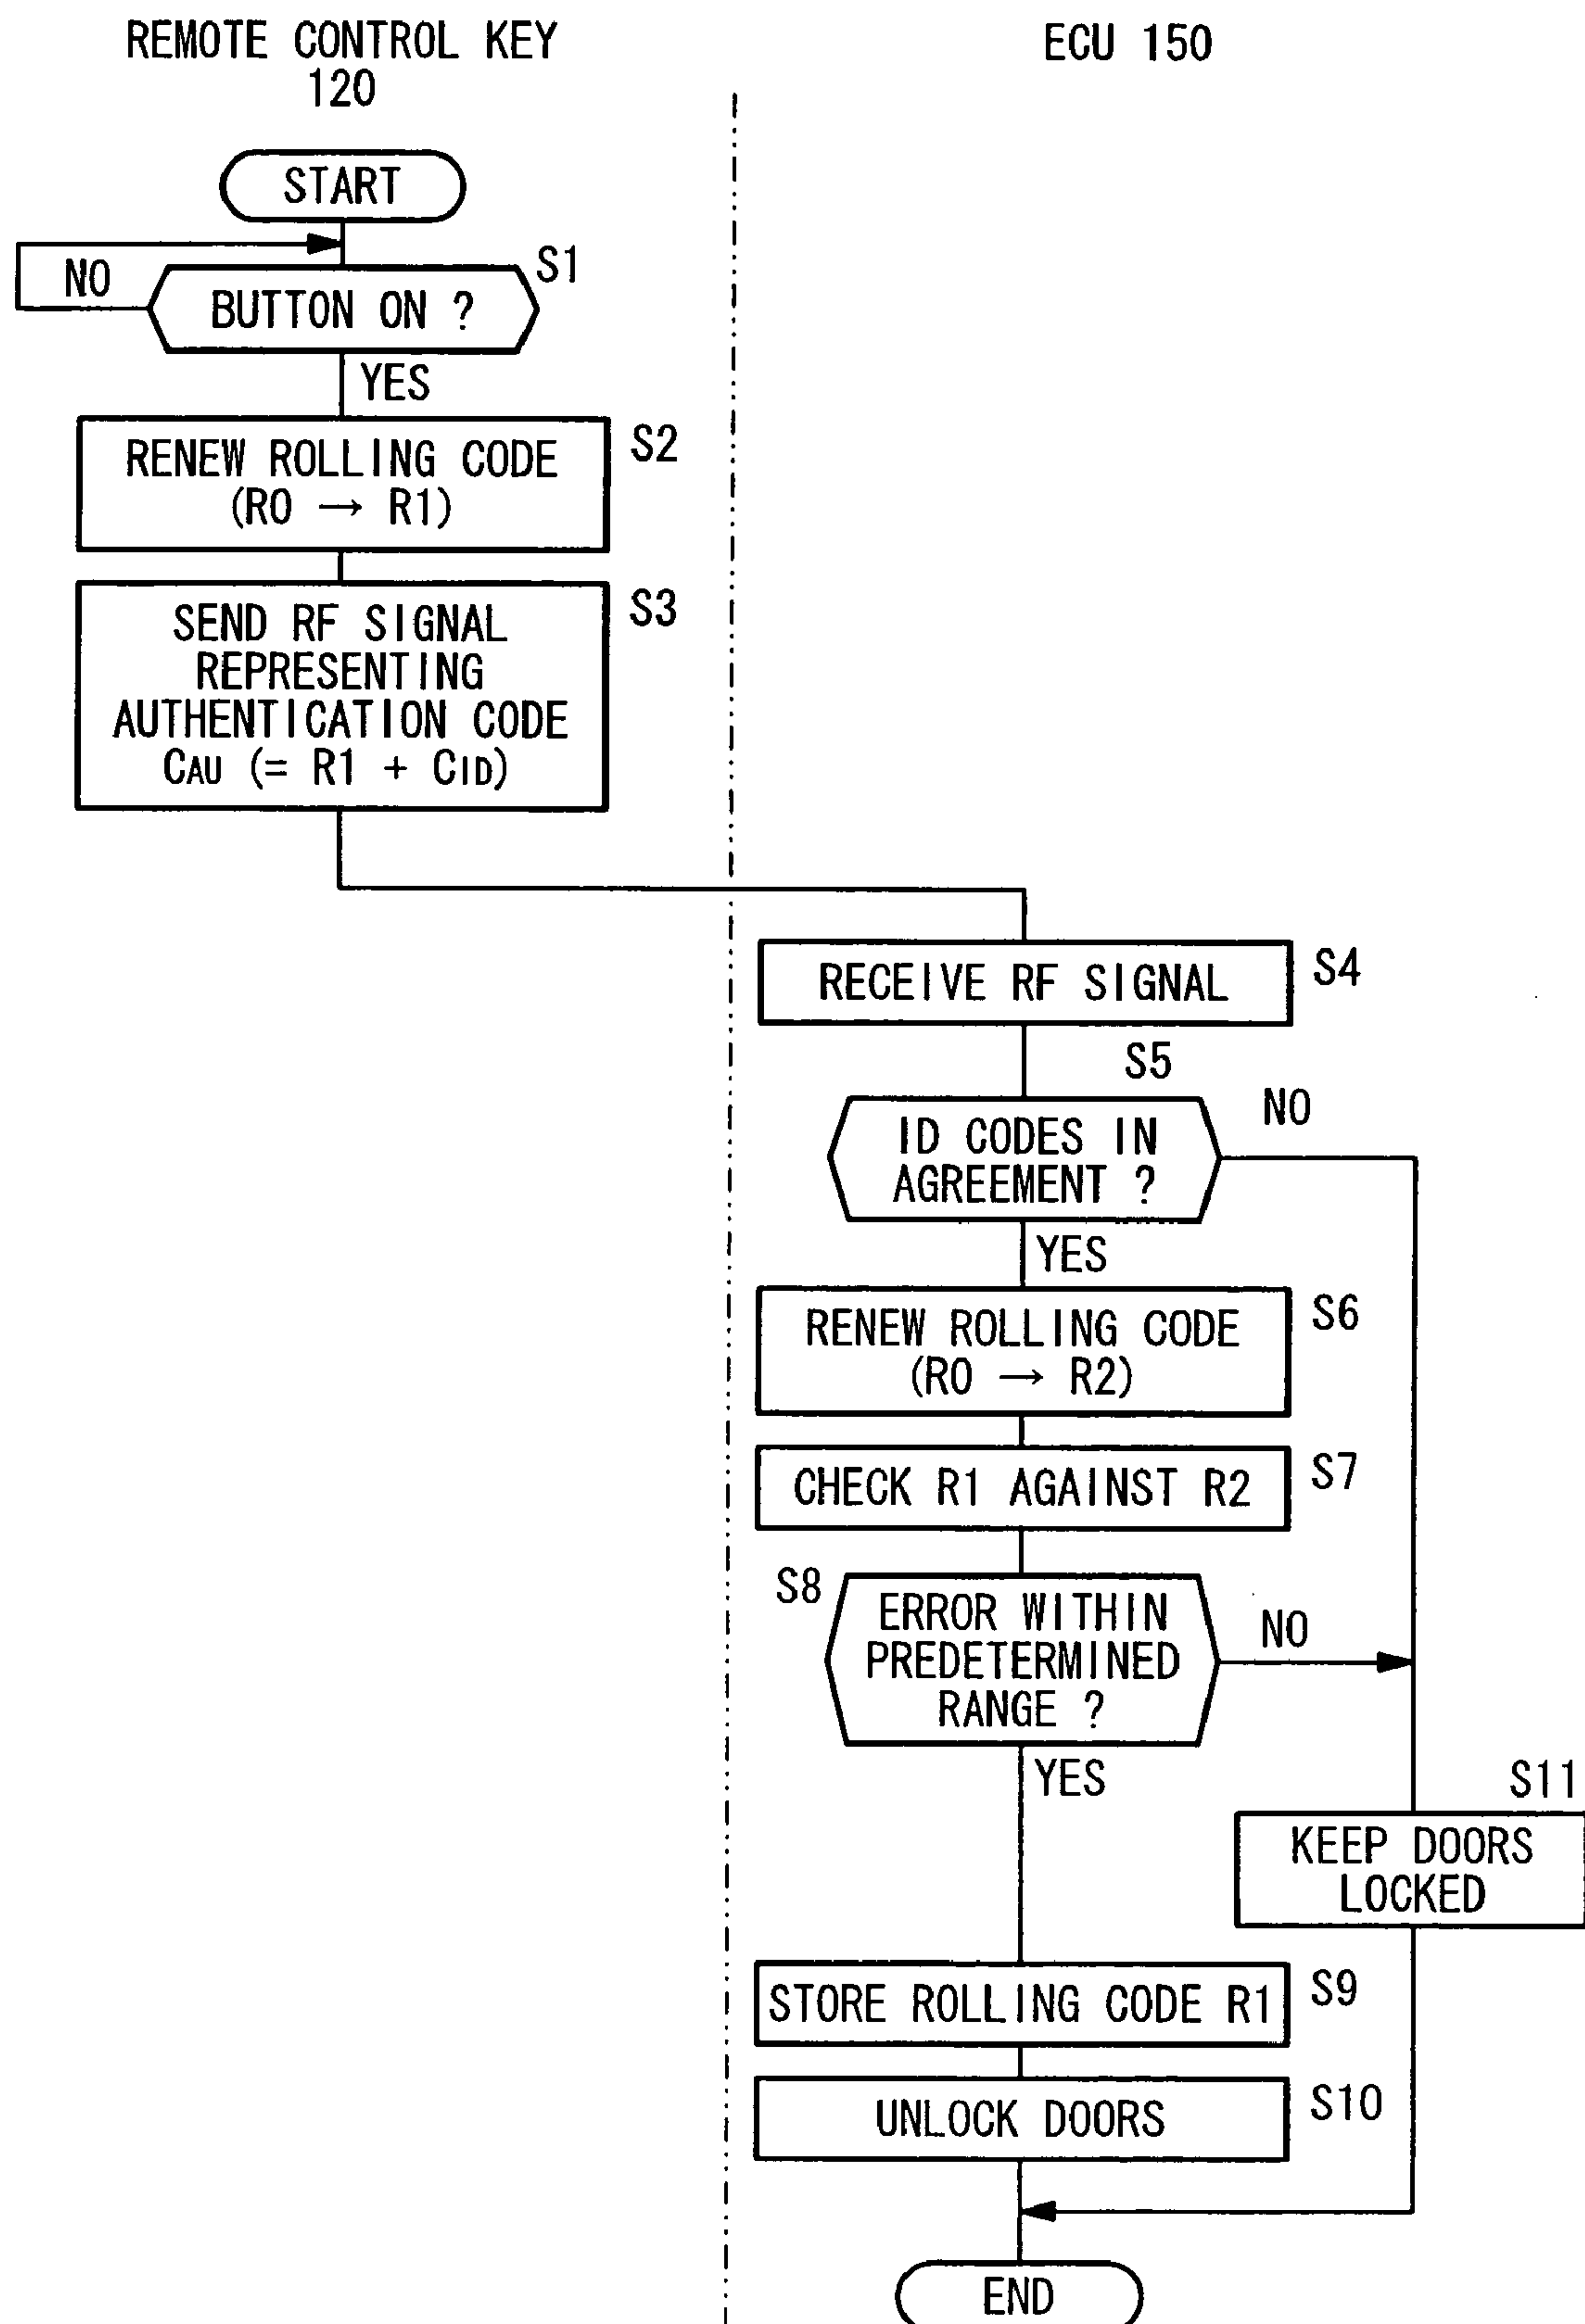 REMOTE CONTROL KEY
120
ECU 150
START
NO
S1
BUTTON ON ?
YES
S2
RENEW ROLLING CODE
(R0 → R1)
S3
SEND RF SIGNAL
REPRESENTING
AUTHENTICATION CODE
CAU (= R1 + CID)
RECEIVE RF SIGNAL
S4
S5
ID CODES IN
AGREEMENT ?
NO
YES
RENEW ROLLING CODE
(R0 → R2)
S6
CHECK R1 AGAINST R2
S7
S8
ERROR WITHIN
PREDETERMINED
RANGE ?
NO
YES
S11
KEEP DOORS
LOCKED
STORE ROLLING CODE R1
S9
UNLOCK DOORS
S10
END